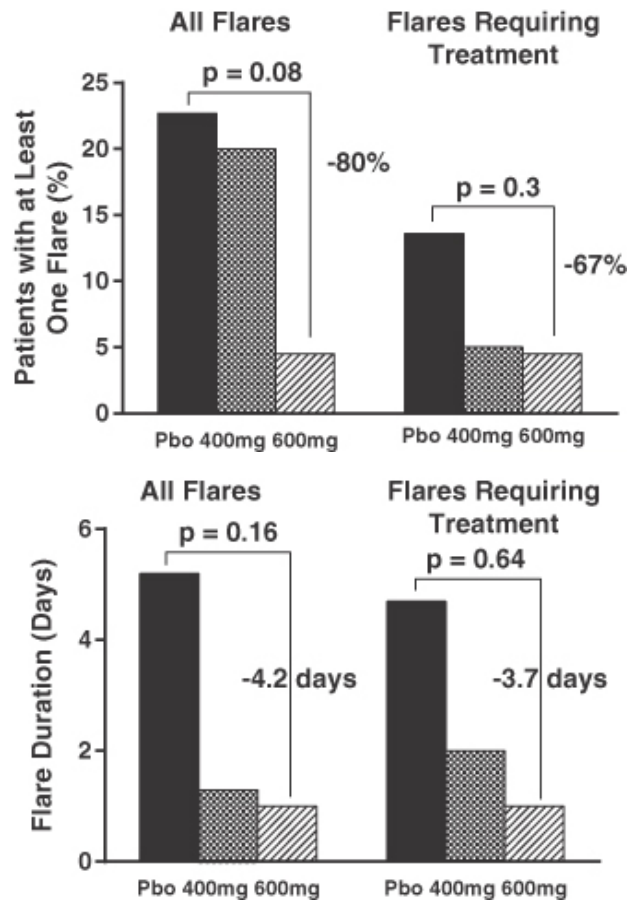 All Flares
Flares Requiring
Treatment
p = 0.08
-80%
p = 0.3
-67%
Patients with at Least
One Flare (%)
25
20
15
10
5
0
Pbo 400mg 600mg
Pbo 400mg 600mg
All Flares
Flares Requiring
Treatment
p = 0.16
p = 0.64
-4.2 days
-3.7 days
Flare Duration (Days)
6
4
2
0
Pbo 400mg 600mg
Pbo 400mg 600mg